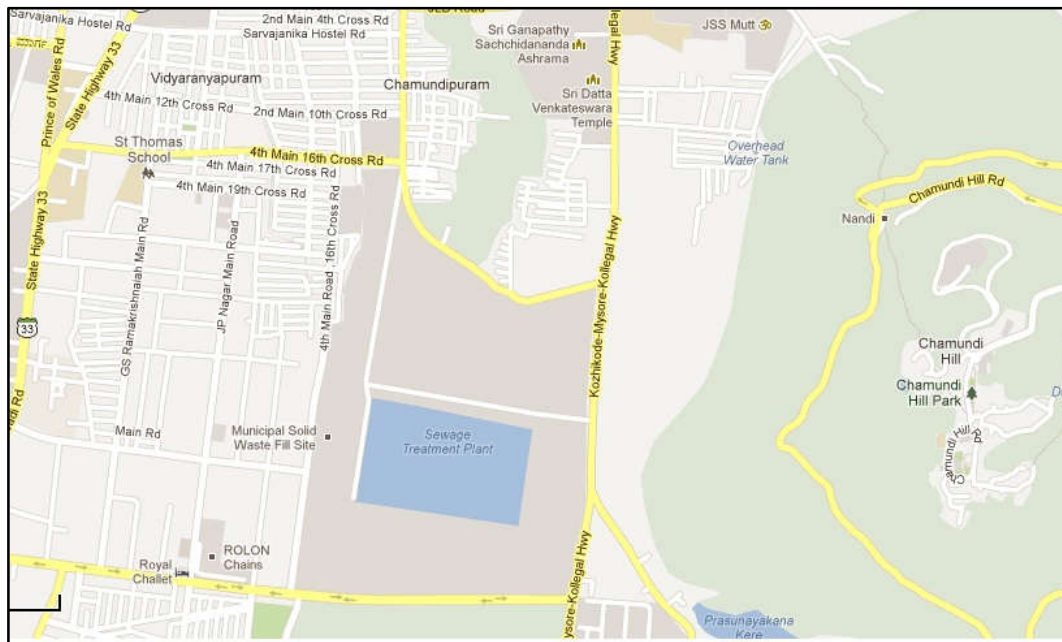 Sarvajanika Hostel Rd
2nd Main 4th Cross Rd
Sarvajanika Hostel Rd
JLB Road
Sri Ganapathy
Sachchidananda
Ashrama
JSS Mutt
Prince of Wales Rd
State Highway 33
Vidyaranyapuram
Chamundipuram
4th Main 12th Cross Rd
2nd Main 10th Cross Rd
Sri Datta
Venkateswara
Temple
Overhead
Water Tank
St Thomas
School
4th Main 16th Cross Rd
4th Main 17th Cross Rd
4th Main 19th Cross Rd
Chamundi Hill Rd
Nandi
State Highway 33
33
GS Ramakrishnaiah Main Rd
JP Nagar Main Road
4th Main Road ,16th Cross Rd
Kozhikode-Mysore-Kollegal Hwy
Chamundi
Hill
Chamundi
Hill Park
Main Rd
Municipal Solid
Waste Fill Site
Sewage
Treatment Plant
Royal
Challet
ROLON
Chains
Prasunayakana
Kere